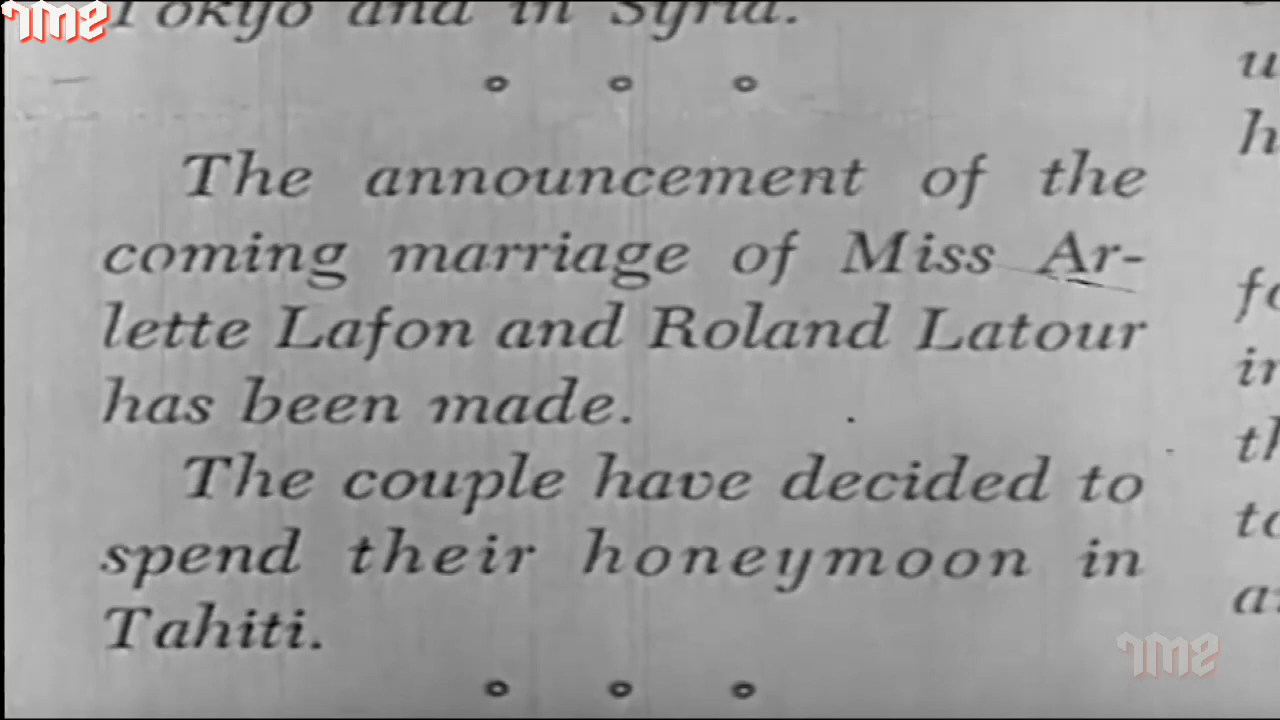 Tokyo and in Syria.
The announcement of the
coming marriage of Miss Ar-
lette Lafon and Roland Latour
has been made.
The couple have decided to
spend their honeymoon in
Tahiti.